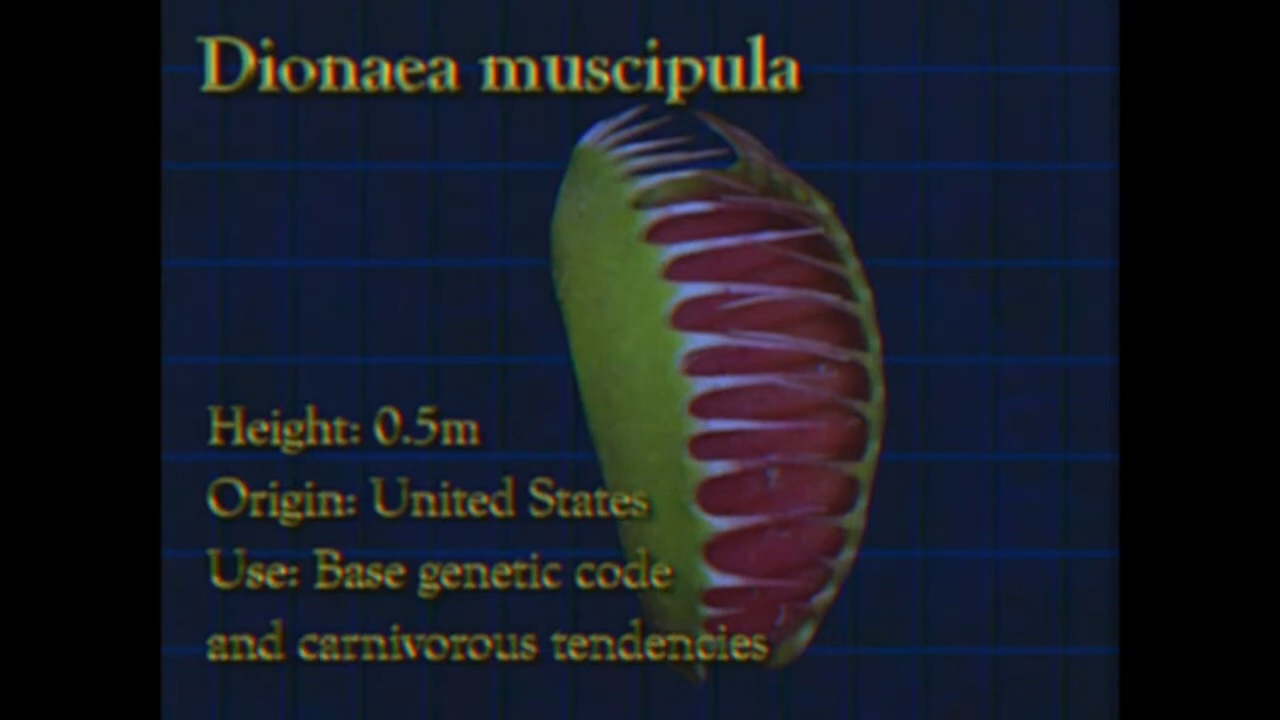 Dionaea muscipula
Height: 0.5m
Origin: United States
Use: Base genetic code
and carnivorous tendencies